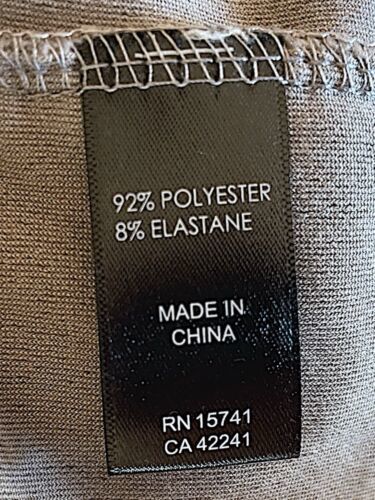 92% POLYESTER
8% ELASTANE
MADE IN
CHINA
RN 15741
CA 42241